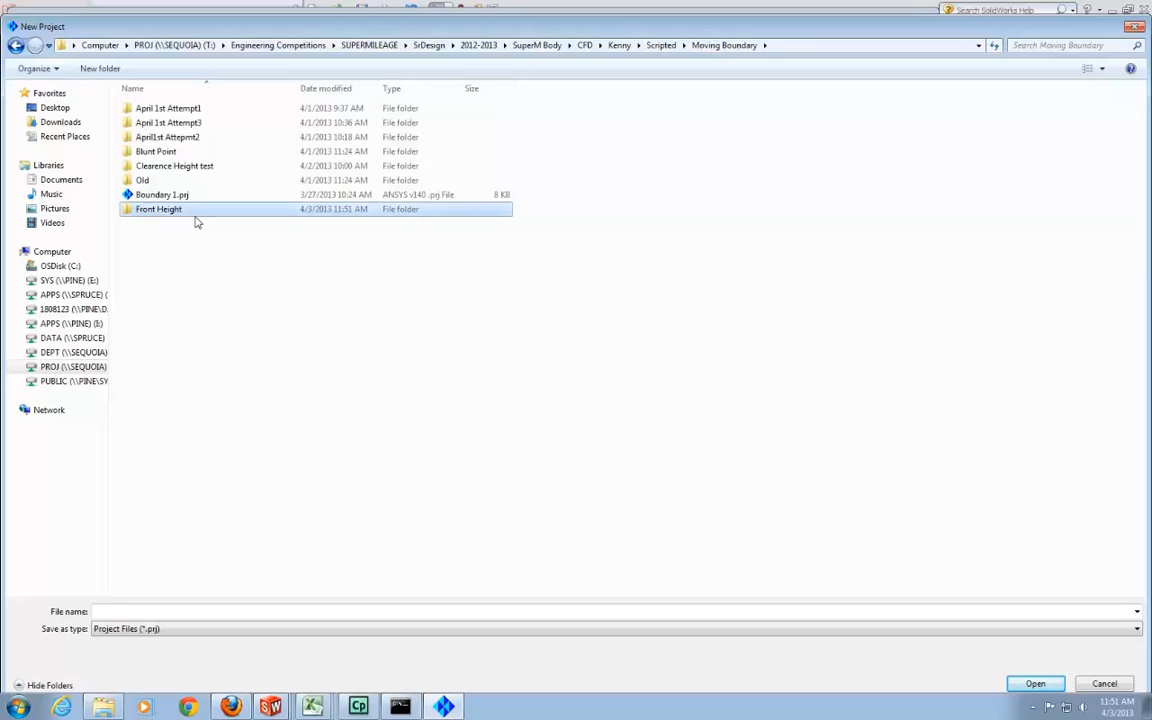 Search SolidWorks Help
New Project
Computer ▸ PROJ (\\SEQUOIA) (T:) ▸ Engineering Competitions ▸ SUPERMILEAGE ▸ SrDesign ▸ 2012-2013 ▸ SuperM Body ▸ CFD ▸ Kenny ▸ Scripted ▸ Moving Boundary ▸ Search Moving Boundary
Organize New folder
Name Date modified Type Size
Favorites
Desktop
Downloads
Recent Places
Libraries
Documents
Music
Pictures
Videos
Computer
OSDisk (C:)
SYS (\\PINE) (E:)
APPS (\\SPRUCE) (
1808123 (\\PINE\D.
APPS (\\PINE) (I:)
DATA (\\SPRUCE)
DEPT (\\SEQUOIA)
PROJ (\\SEQUOIA)
PUBLIC (\\PINE\SY
Network
April 1st Attempt1 4/1/2013 9:37 AM File folder
April 1st Attempt3 4/1/2013 10:36 AM File folder
April1st Attepmt2 4/1/2013 10:18 AM File folder
Blunt Point 4/1/2013 11:24 AM File folder
Clearence Height test 4/2/2013 10:00 AM File folder
Old 4/1/2013 11:24 AM File folder
Boundary 1.prj 3/27/2013 10:24 AM ANSYS v140 .prj File 8 KB
Front Height 4/3/2013 11:51 AM File folder
File name:
Save as type: Project Files (*.prj)
Hide Folders Open Cancel
SW Cp
11:51 AM
4/3/2013